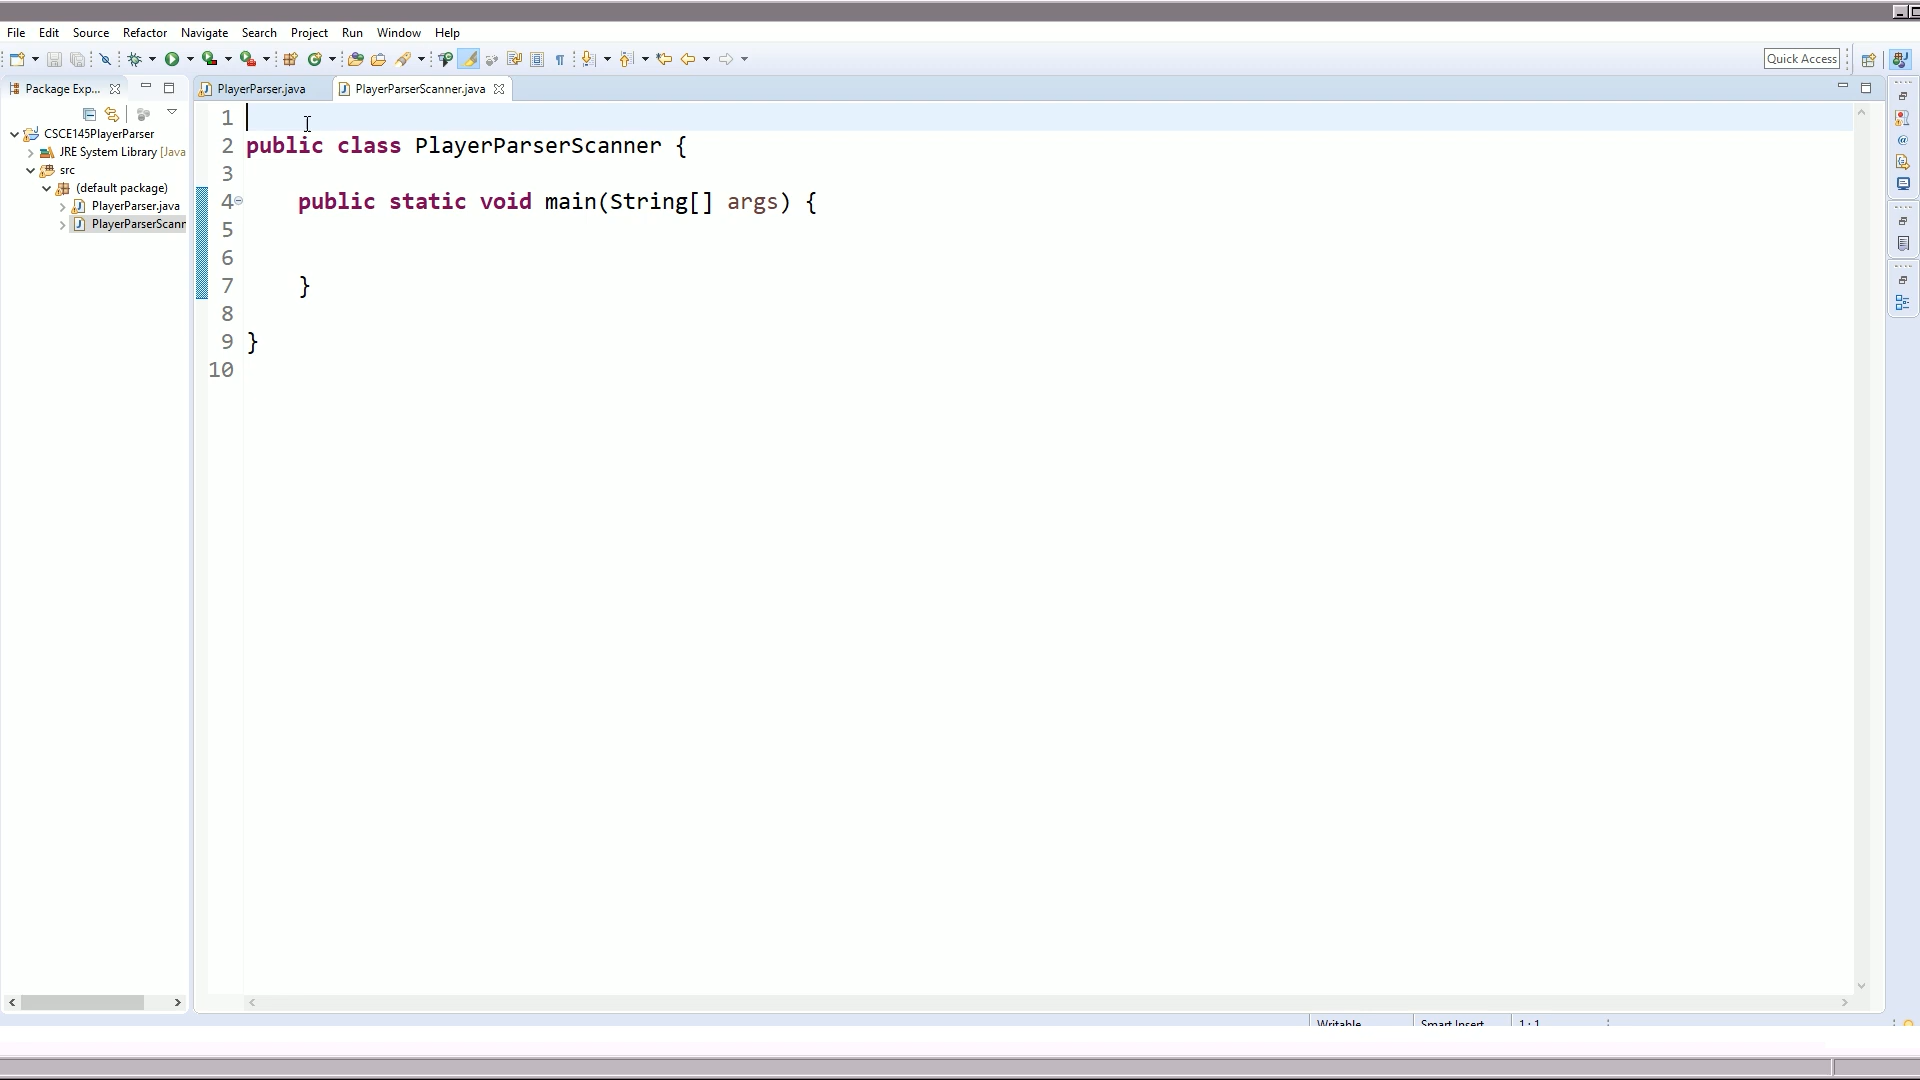 File Edit Source Refactor Navigate Search Project Run Window Help
Quick Access
Package Exp...
PlayerParser.java
PlayerParserScanner.java
CSCE145PlayerParser
JRE System Library [Java
src
(default package)
PlayerParser.java
PlayerParserScanr
1
2 public class PlayerParserScanner {
3
4 public static void main(String[] args) {
5
6
7 }
8
9 }
10
Writable Smart Insert 1 : 1